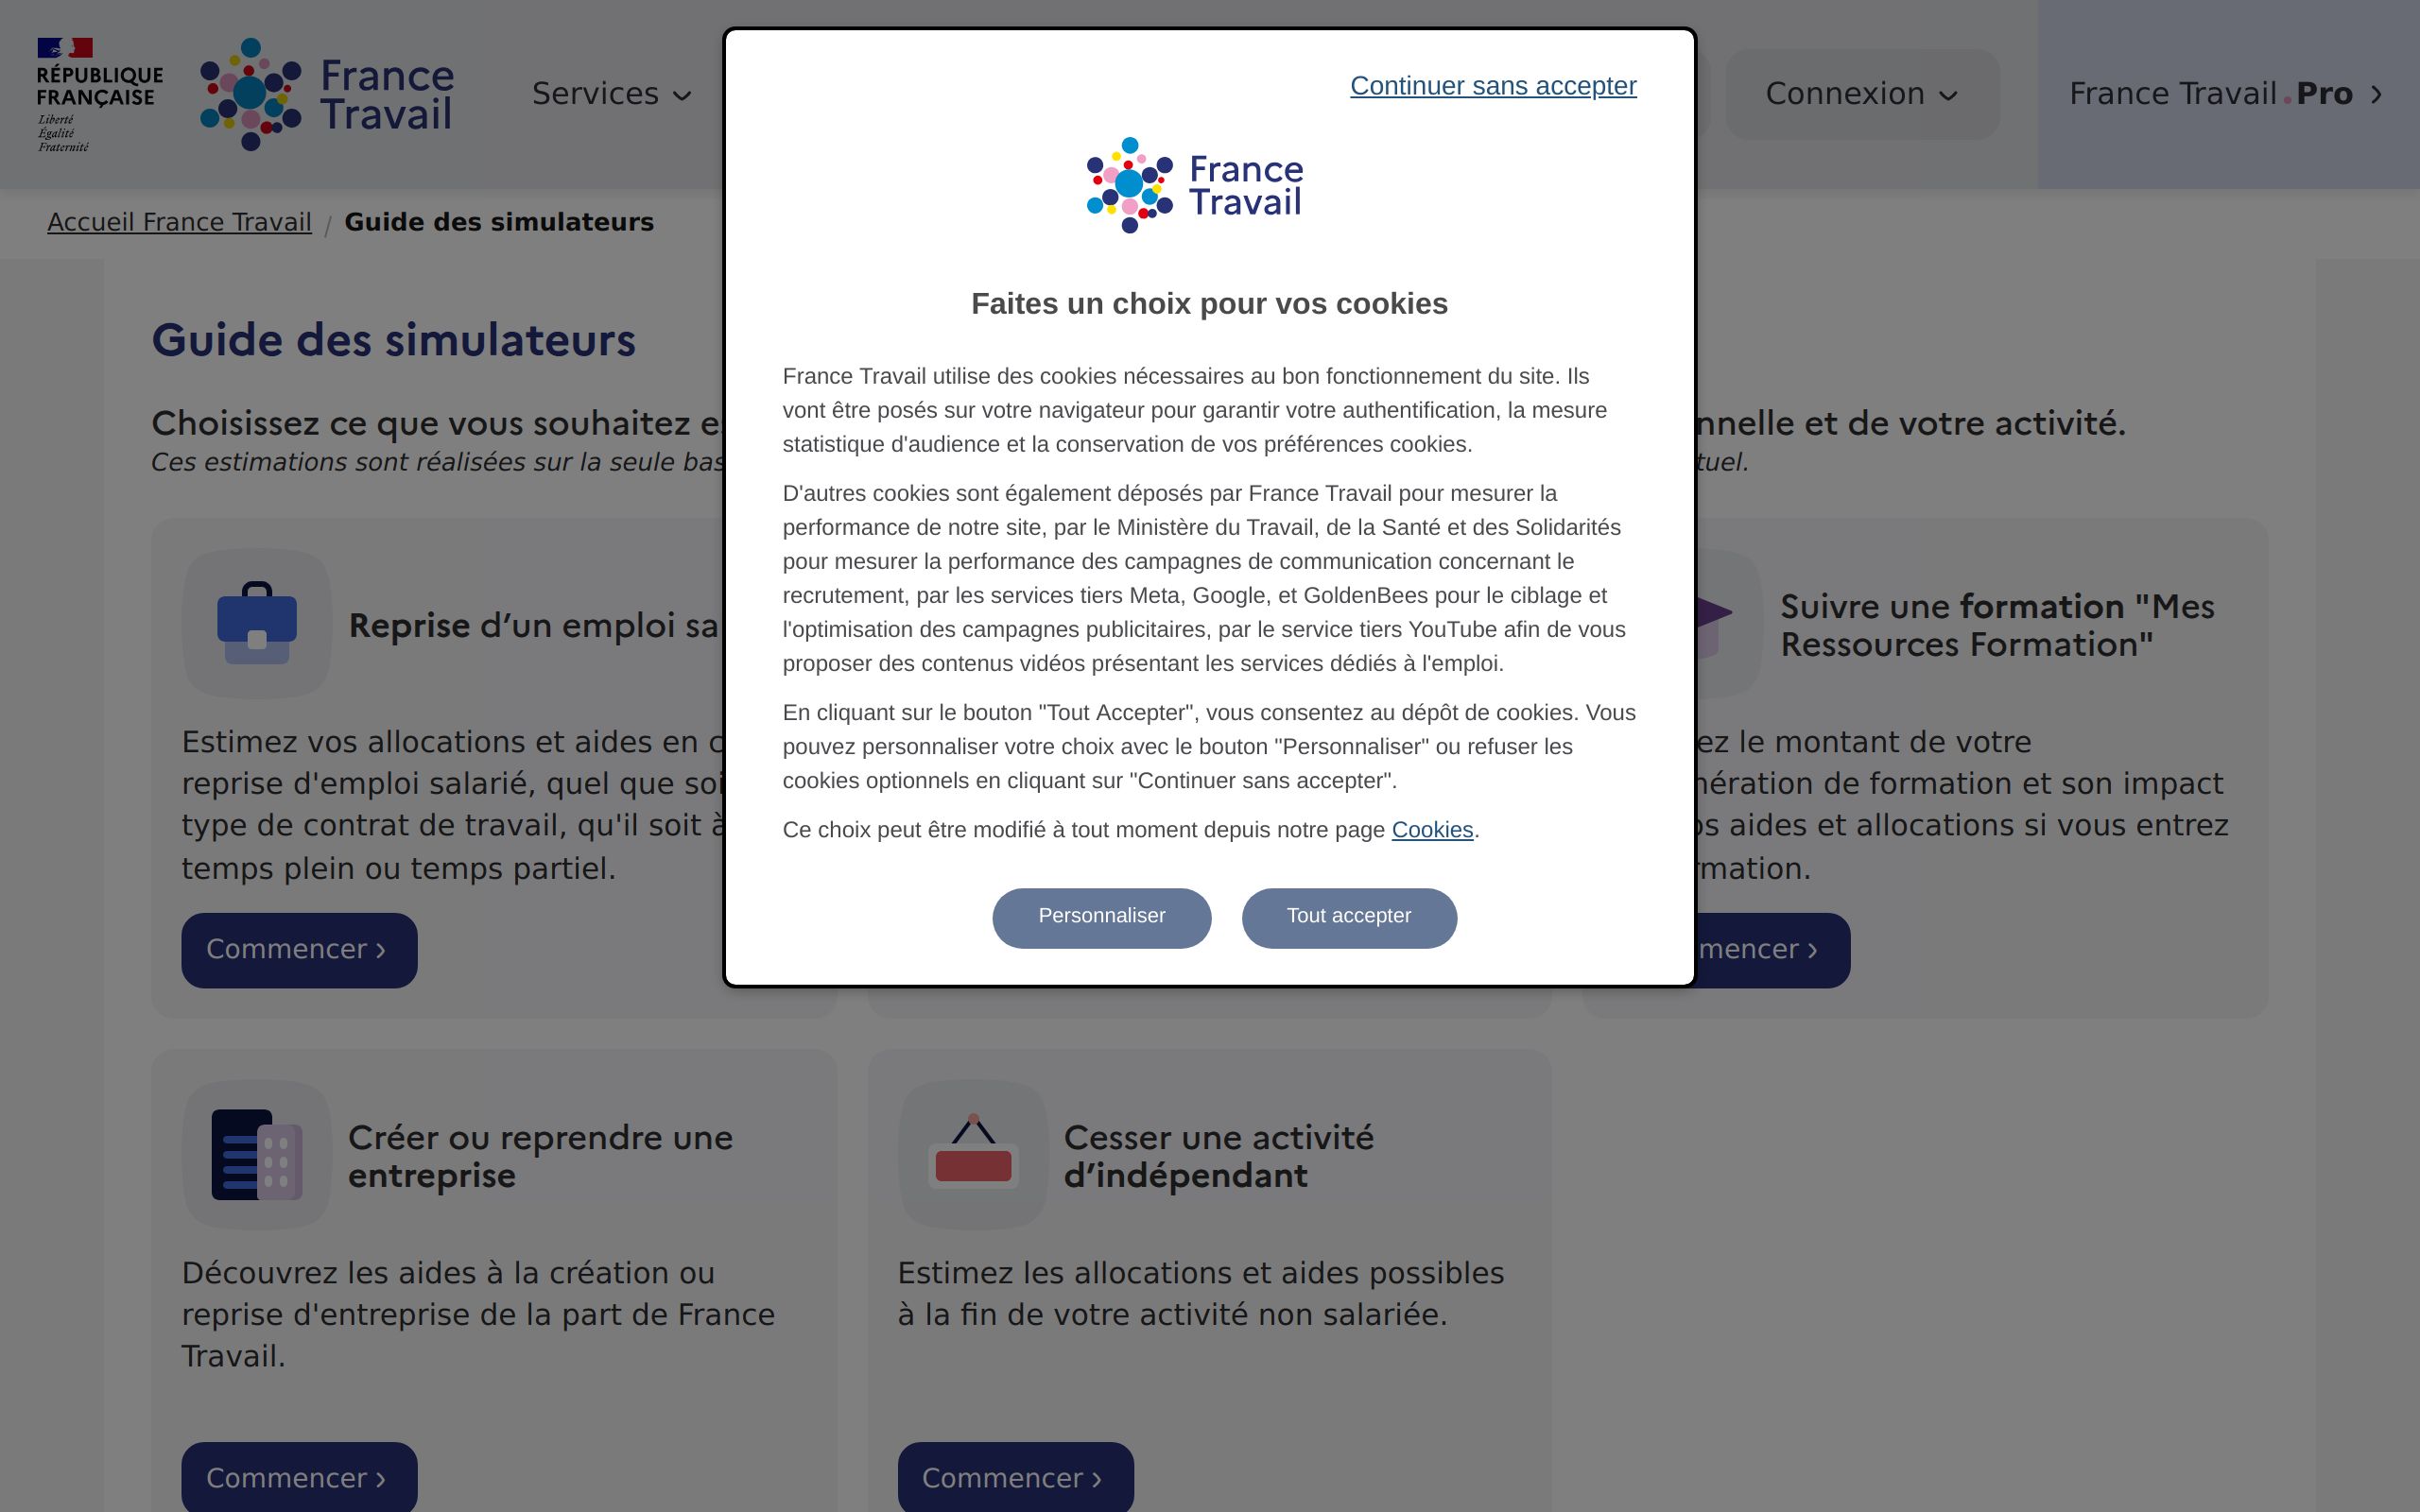 RÉPUBLIQUE
FRANÇAISE
Liberté
Égalité
Fraternité
France
Travail
Services
Connexion
France Travail.Pro
Accueil France Travail / Guide des simulateurs
Continuer sans accepter
France
Travail
Faites un choix pour vos cookies
France Travail utilise des cookies nécessaires au bon fonctionnement du site. Ils
vont être posés sur votre navigateur pour garantir votre authentification, la mesure
statistique d'audience et la conservation de vos préférences cookies.
D'autres cookies sont également déposés par France Travail pour mesurer la
performance de notre site, par le Ministère du Travail, de la Santé et des Solidarités
pour mesurer la performance des campagnes de communication concernant le
recrutement, par les services tiers Meta, Google, et GoldenBees pour le ciblage et
l'optimisation des campagnes publicitaires, par le service tiers YouTube afin de vous
proposer des contenus vidéos présentant les services dédiés à l'emploi.
En cliquant sur le bouton "Tout Accepter", vous consentez au dépôt de cookies. Vous
pouvez personnaliser votre choix avec le bouton "Personnaliser" ou refuser les
cookies optionnels en cliquant sur "Continuer sans accepter".
Ce choix peut être modifié à tout moment depuis notre page Cookies.
Personnaliser
Tout accepter
Guide des simulateurs
Choisissez ce que vous souhaitez
nnelle et de votre activité.
Ces estimations sont réalisées sur la seule bas
tuel.
Reprise d’un emploi sa
Estimez vos allocations et aides en c
reprise d'emploi salarié, quel que soi
type de contrat de travail, qu'il soit à
temps plein ou temps partiel.
Commencer
Suivre une formation "Mes
Ressources Formation"
ez le montant de votre
nération de formation et son impact
os aides et allocations si vous entrez
rmation.
mencer
Créer ou reprendre une
entreprise
Découvrez les aides à la création ou
reprise d'entreprise de la part de France
Travail.
Commencer
Cesser une activité
d’indépendant
Estimez les allocations et aides possibles
à la fin de votre activité non salariée.
Commencer